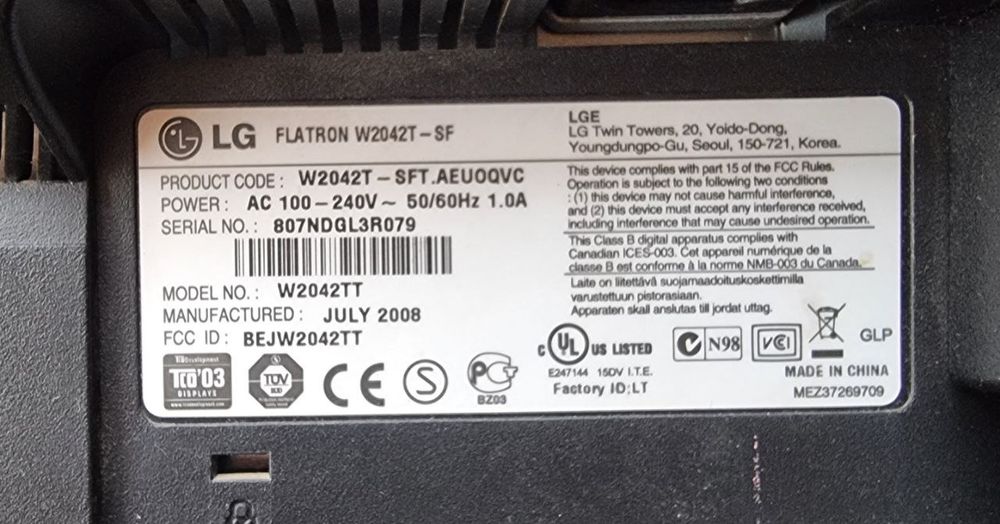 LG FLATRON W2042T-SF
LGE
LG Twin Towers, 20, Yoido-Dong,
Youngdungpo-Gu, Seoul, 150-721, Korea.
PRODUCT CODE : W2042T-SFT.AEUOQVC
POWER : AC 100-240V~ 50/60Hz 1.0A
SERIAL NO. : 807NDGL3R079
MODEL NO. : W2042TT
MANUFACTURED : JULY 2008
FCC ID : BEJW2042TT
This device complies with part 15 of the FCC Rules.
Operation is subject to the following two conditions
: (1) this device may not cause harmful interference,
and (2) this device must accept any interference received,
including interference that may cause undesired operation.
This Class B digital apparatus complies with
Canadian ICES-003. Cet appareil numérique de la
classe B est conforme à la norme NMB-003 du Canada.
Laite on liitettävä suojamaadoituskoskettimilla
varustettuun pistorasiaan.
Apparaten skall anslutas till jordat uttag.
TCO Development
TCO'03
DISPLAYS
TÜV
CE
S
PCT
BZ03
C UL US LISTED
E247144 15DV I.T.E.
Factory ID:LT
N98
VCI
GLP
MADE IN CHINA
MEZ37269709